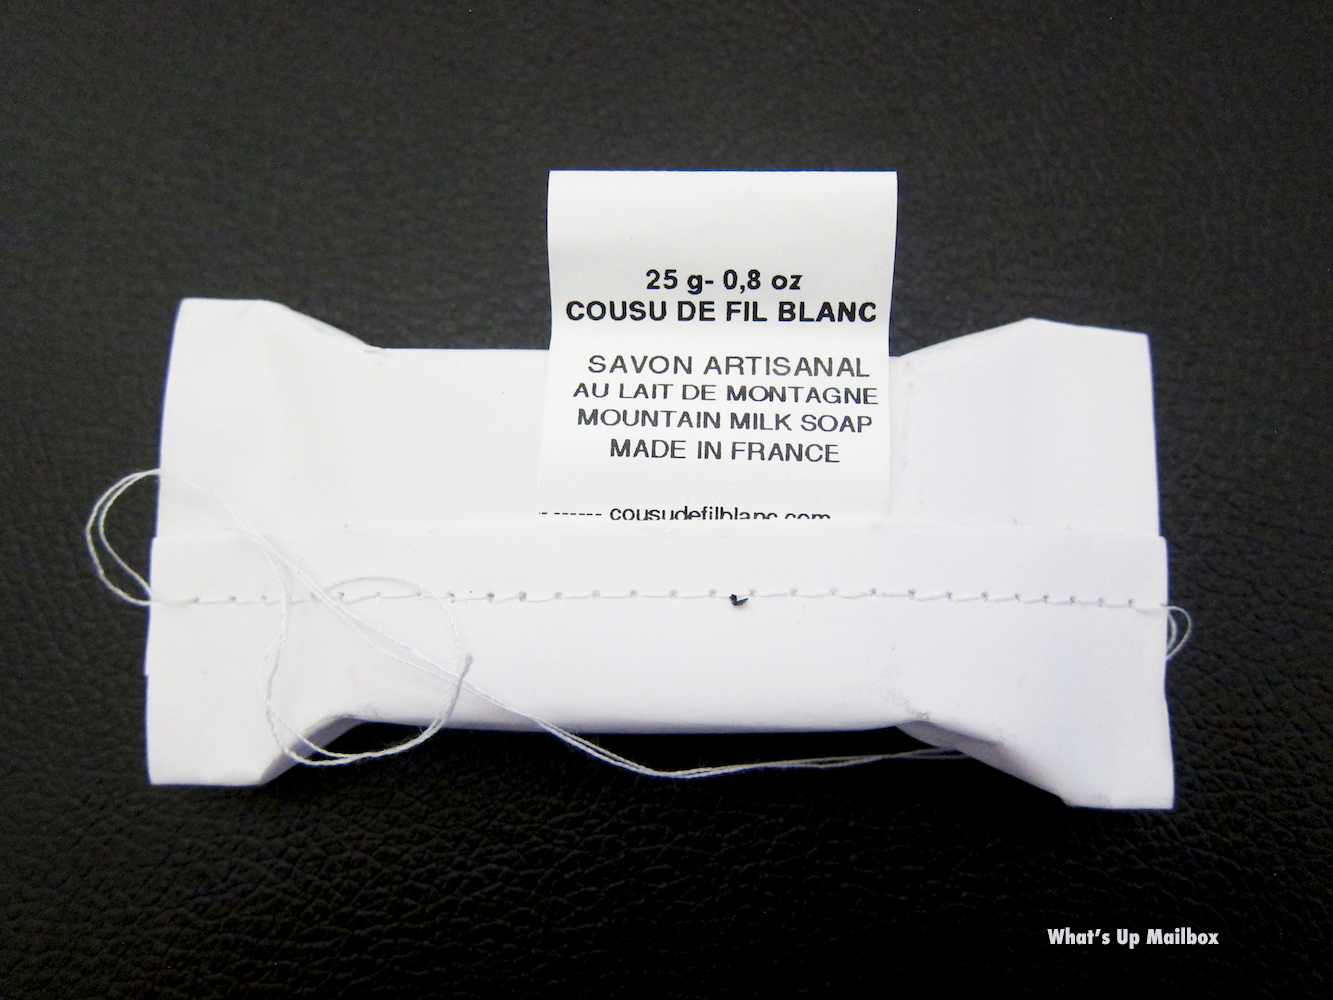 25 g- 0,8 oz
COUSU DE FIL BLANC
SAVON ARTISANAL
AU LAIT DE MONTAGNE
MOUNTAIN MILK SOAP
MADE IN FRANCE
------ cousudefilblanc.com
What's Up Mailbox